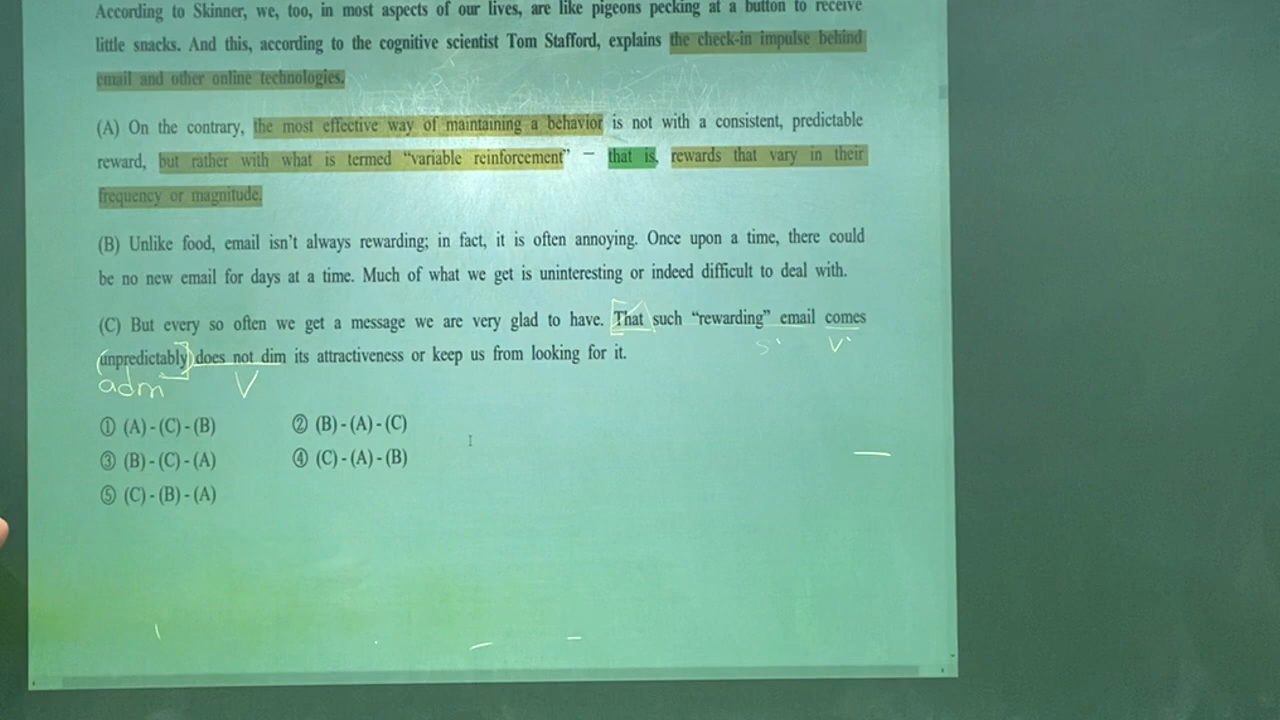 According to Skinner, we, too, in most aspects of our lives, are like pigeons pecking at a button to receive
little snacks. And this, according to the cognitive scientist Tom Stafford, explains the check-in impulse behind
email and other online technologies.
(A) On the contrary, the most effective way of maintaining a behavior is not with a consistent, predictable
reward, but rather with what is termed “variable reinforcement” – that is, rewards that vary in their
frequency or magnitude.
(B) Unlike food, email isn't always rewarding; in fact, it is often annoying. Once upon a time, there could
be no new email for days at a time. Much of what we get is uninteresting or indeed difficult to deal with.
(C) But every so often we get a message we are very glad to have. That such “rewarding” email comes
s' v'
unpredictably does not dim its attractiveness or keep us from looking for it.
adm V
① (A) - (C) - (B) ② (B) - (A) - (C)
③ (B) - (C) - (A) ④ (C) - (A) - (B)
⑤ (C) - (B) - (A)